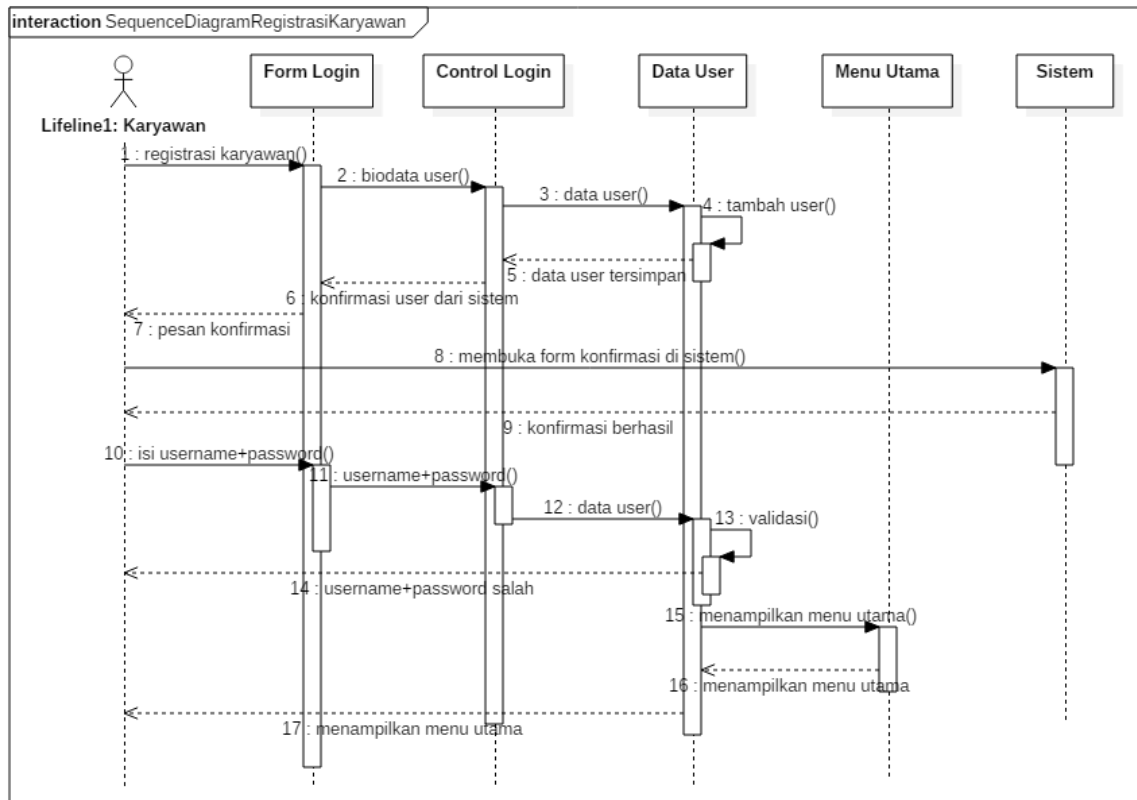 interaction SequenceDiagramRegistrasiKaryawan
Form Login
Control Login
Data User
Menu Utama
Sistem
Lifeline1: Karyawan
1 : registrasi karyawan()
2 : biodata user()
3 : data user()
4 : tambah user()
5 : data user tersimpan
6 : konfirmasi user dari sistem
7 : pesan konfirmasi
8 : membuka form konfirmasi di sistem()
9 : konfirmasi berhasil
10 : isi username+password()
11 : username+password()
12 : data user()
13 : validasi()
14 : username+password salah
15 : menampilkan menu utama()
16 : menampilkan menu utama
17 : menampilkan menu utama